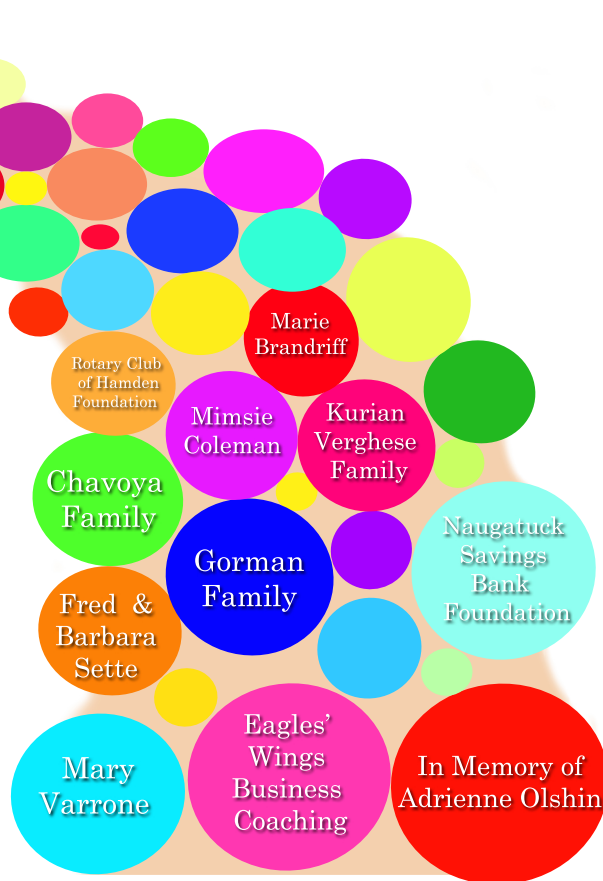 Marie
Brandriff
Rotary Club
of Hamden
Foundation
Mimsie
Coleman
Kurian
Verghese
Family
Chavoya
Family
Naugatuck
Savings
Bank
Foundation
Gorman
Family
Fred &
Barbara
Sette
Eagles’
Wings
Business
Coaching
Mary
Varrone
In Memory of
Adrienne Olshin